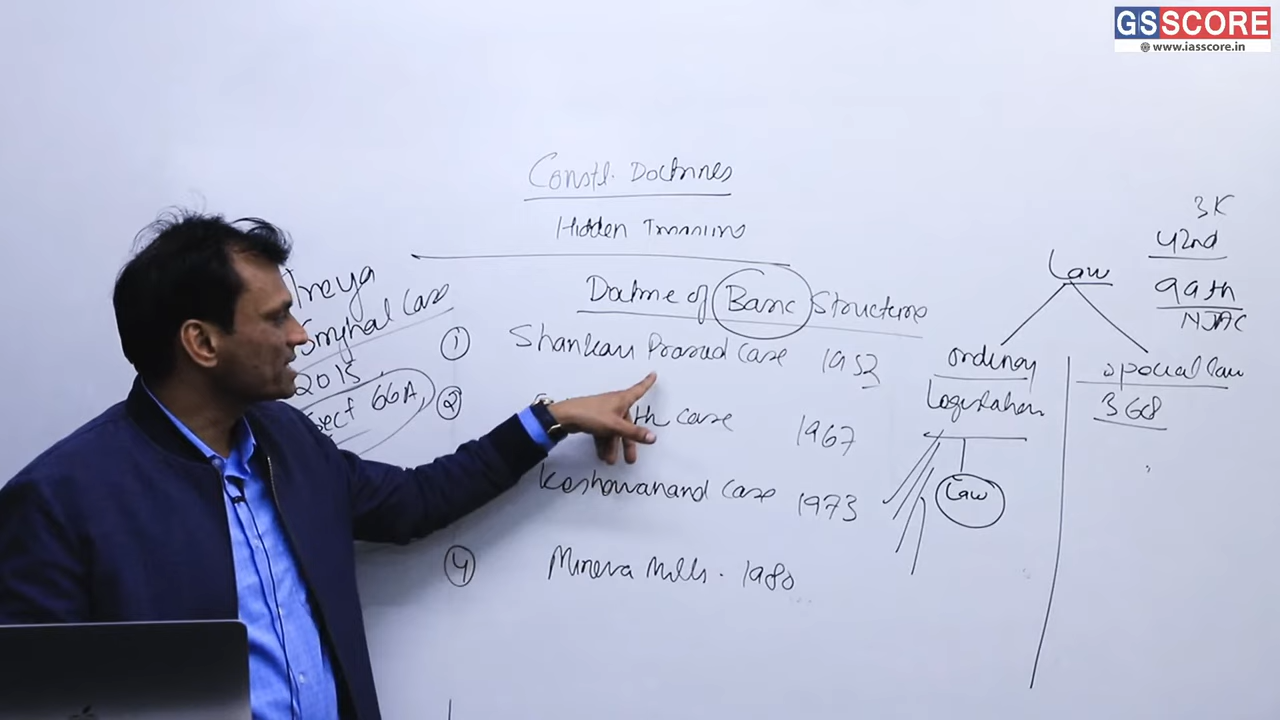 GSSCORE
www.iasscore.in
Constl. Doctrines
Hidden
Doctrine of Basic Structure
① Shankari Prasad Case 1952
② th case 1967
Keshavanand Case 1973
④ Minerva Mills. 1980
Shreya
Singhal Case
2015
Sect 66A
Law
ordinary
Legislation
Law
special law
368
3K
42nd
99th
NJAC